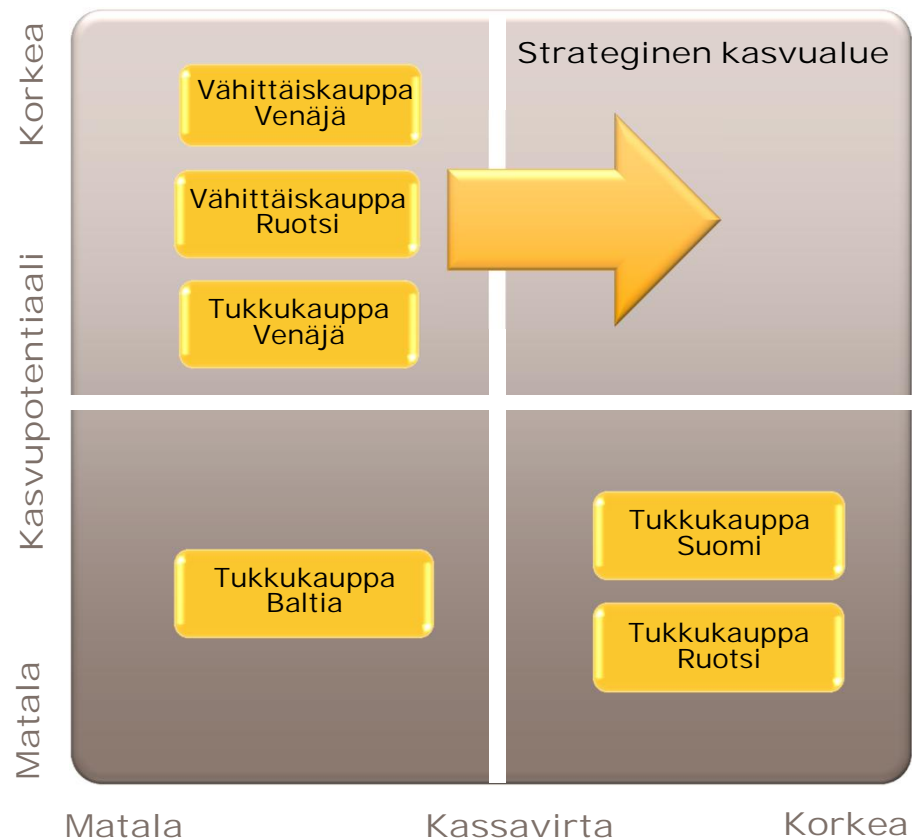 Korkea
Kasvupotentiaali
Matala
Strateginen kasvualue
Vähittäiskauppa
Venäjä
Vähittäiskauppa
Ruotsi
Tukkukauppa
Venäjä
Tukkukauppa
Baltia
Tukkukauppa
Suomi
Tukkukauppa
Ruotsi
Matala
Kassavirta
Korkea